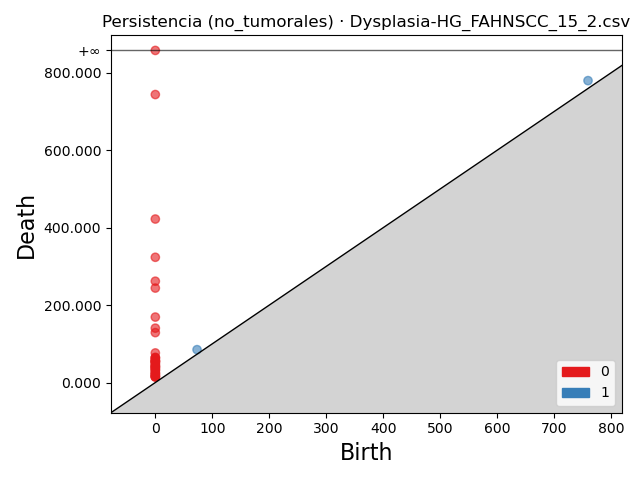 Persistencia (no_tumorales) · Dysplasia-HG_FAHNSCC_15_2.csv
+∞
800.000
600.000
400.000
200.000
0.000
Death
0
1
0 100 200 300 400 500 600 700 800
Birth